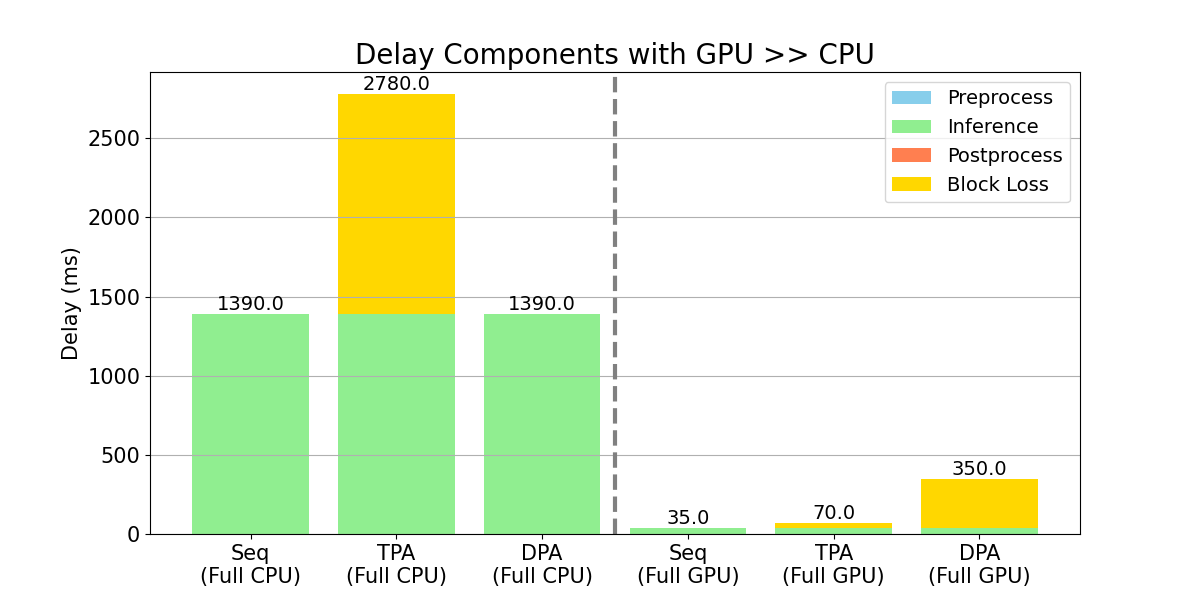 Delay Components with GPU >> CPU
Delay (ms)
2500
2000
1500
1000
500
0
2780.0
1390.0
1390.0
35.0
70.0
350.0
Preprocess
Inference
Postprocess
Block Loss
Seq
(Full CPU)
TPA
(Full CPU)
DPA
(Full CPU)
Seq
(Full GPU)
TPA
(Full GPU)
DPA
(Full GPU)